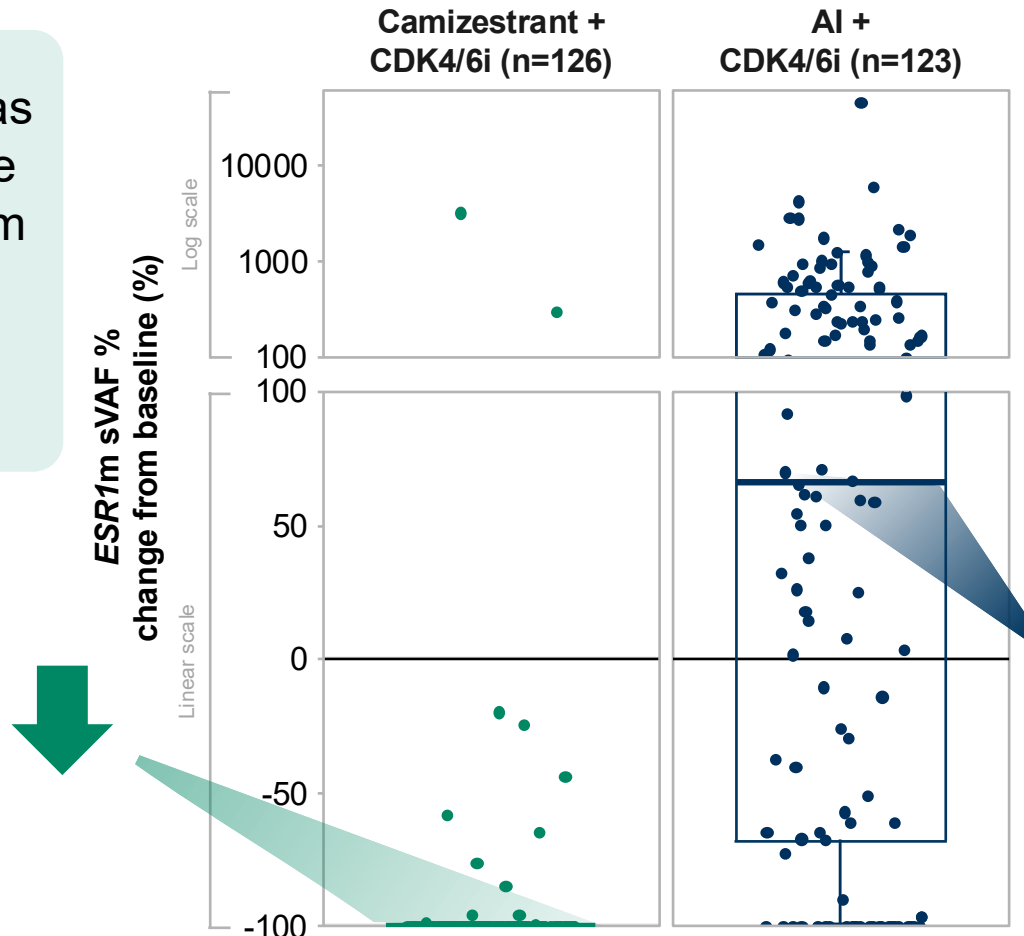 Camizestrant +
CDK4/6i (n=126)
AI +
CDK4/6i (n=123)
as
e
m
ESR1m sVAF %
change from baseline (%)
Log scale
10000
1000
100
Linear scale
100
50
0
-50
-100